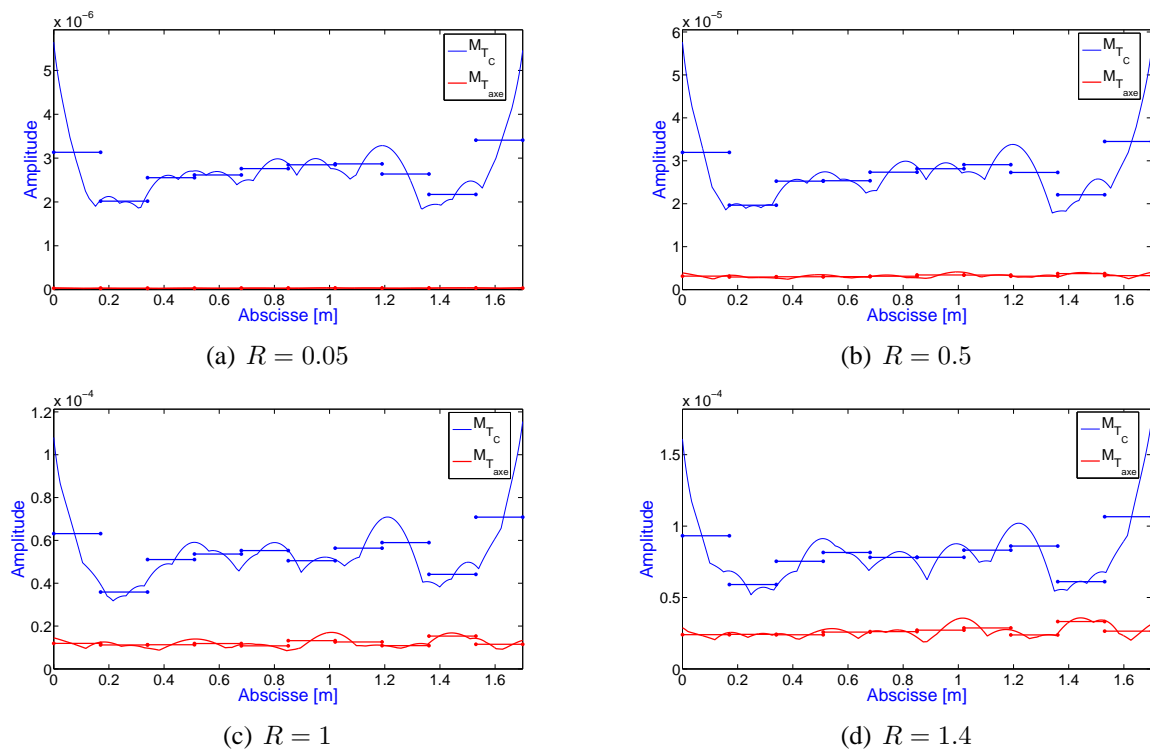 x 10⁻⁶
5
4
3
2
1
0
Amplitude
0 0.2 0.4 0.6 0.8 1 1.2 1.4 1.6
Abscisse [m]
M_T_C
M_T_axe
(a) R = 0.05
x 10⁻⁵
6
5
4
3
2
1
0
Amplitude
0 0.2 0.4 0.6 0.8 1 1.2 1.4 1.6
Abscisse [m]
M_T_C
M_T_axe
(b) R = 0.5
x 10⁻⁴
1.2
1
0.8
0.6
0.4
0.2
0
Amplitude
0 0.2 0.4 0.6 0.8 1 1.2 1.4 1.6
Abscisse [m]
M_T_C
M_T_axe
(c) R = 1
x 10⁻⁴
1.5
1
0.5
0
Amplitude
0 0.2 0.4 0.6 0.8 1 1.2 1.4 1.6
Abscisse [m]
M_T_C
M_T_axe
(d) R = 1.4